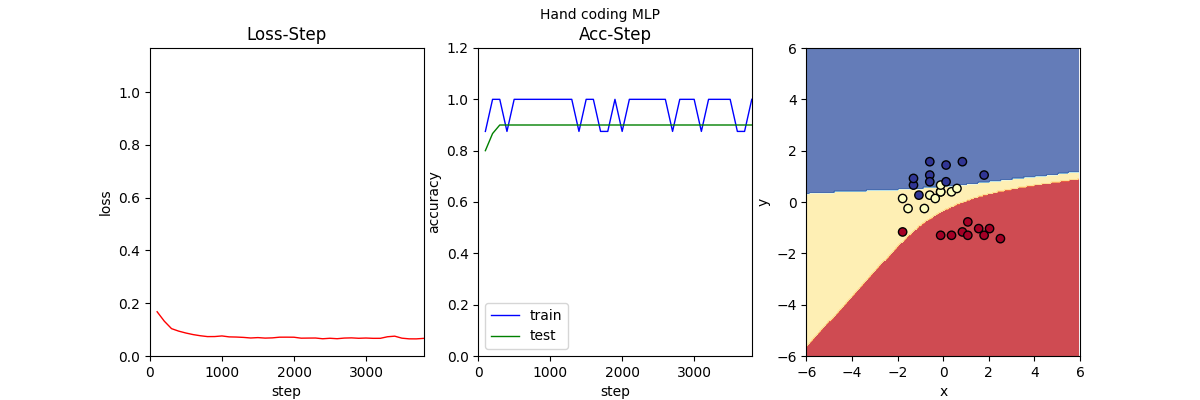 Hand coding MLP
Loss-Step
1.0
0.8
0.6
0.4
0.2
0.0
0 1000 2000 3000
step
loss
Acc-Step
1.2
1.0
0.8
0.6
0.4
0.2
0.0
0 1000 2000 3000
step
accuracy
train
test
6
4
2
0
−2
−4
−6
−6 −4 −2 0 2 4 6
x
y